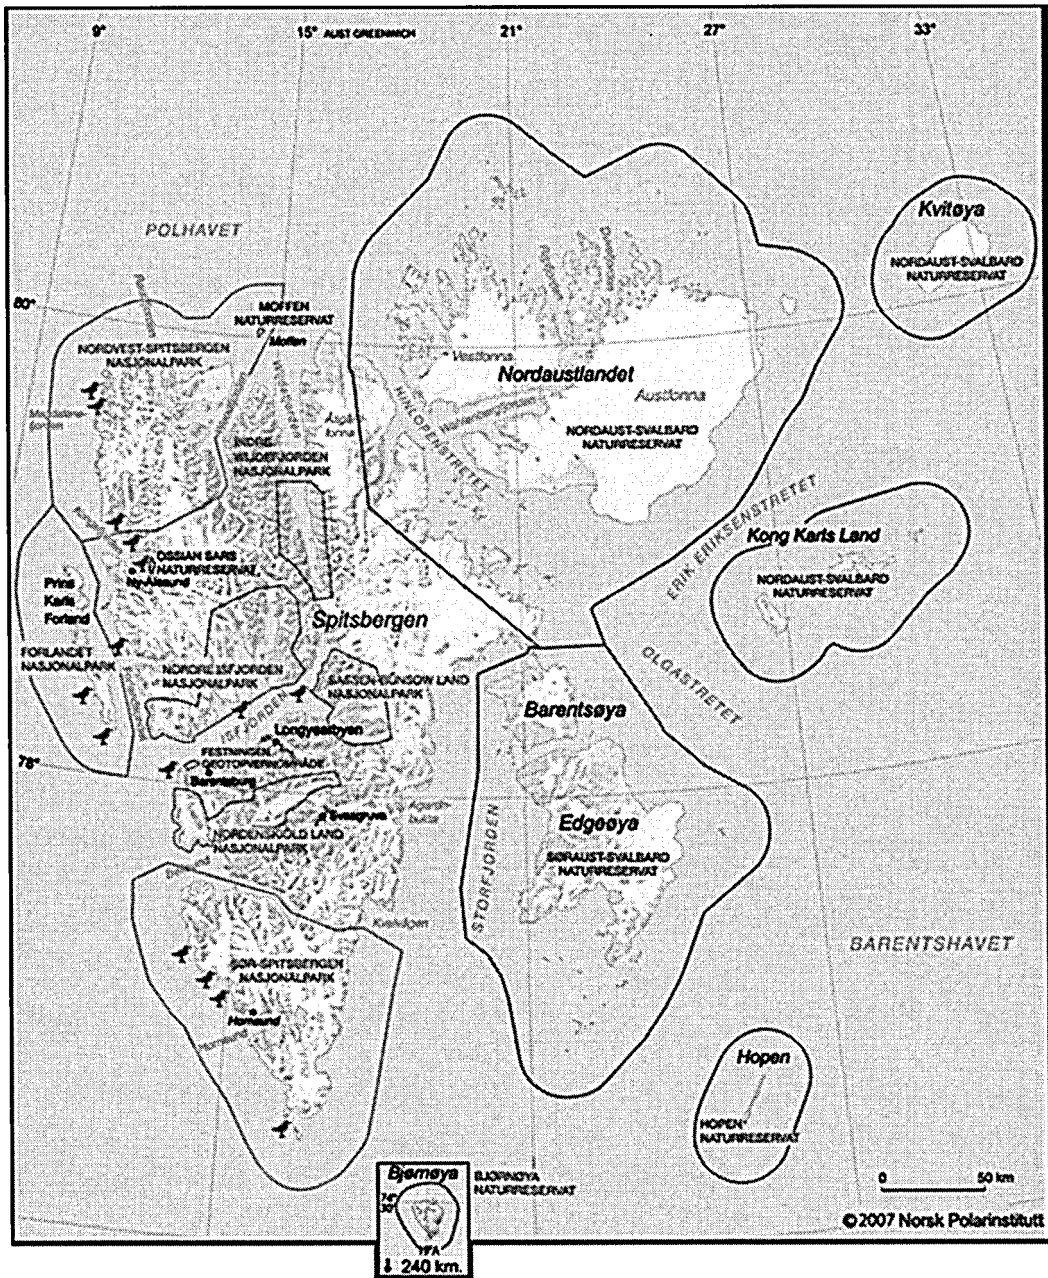 9°
15° AUST GREENWICH
21°
27°
33°
Kvitøya
NORDAUST-SVALBARD
NATURRESERVAT
POLHAVET
80°
MOFFEN
NATURRESERVAT
Moffen
NORDVEST-SPITSBERGEN
NASJONALPARK
Vestfonna
Nordaustlandet
Austfonna
Wahlenbergfjorden
HINLOPENSTRETET
NORDAUST-SVALBARD
NATURRESERVAT
INDRE
WIJDEFJORDEN
NASJONALPARK
ERIK ERIKSENSTRETET
Kong Karls Land
NORDAUST-SVALBARD
NATURRESERVAT
OSSIAN SARS
NATURRESERVAT
Ny-Ålesund
Prins
Karls
Forland
FORLANDET
NASJONALPARK
Spitsbergen
OLGASTRETET
NORDRE ISFJORDEN
NASJONALPARK
SASSEN-BÜNSOW LAND
NASJONALPARK
ISFJORDEN
Barentsøya
Longyearbyen
FESTNINGEN
GEOTOPVERNOMRÅDE
Barentsburg
78°
Sveagruva
Edgeøya
NORDENSKIÖLD LAND
NASJONALPARK
SØRAUST-SVALBARD
NATURRESERVAT
STORFJORDEN
BARENTSHAVET
SØR-SPITSBERGEN
NASJONALPARK
Hornsund
Hopen
HOPEN
NATURRESERVAT
Bjørnøya
BJØRNØYA
NATURRESERVAT
74°
30'
240 km.
0
50 km
©2007 Norsk Polarinstitutt